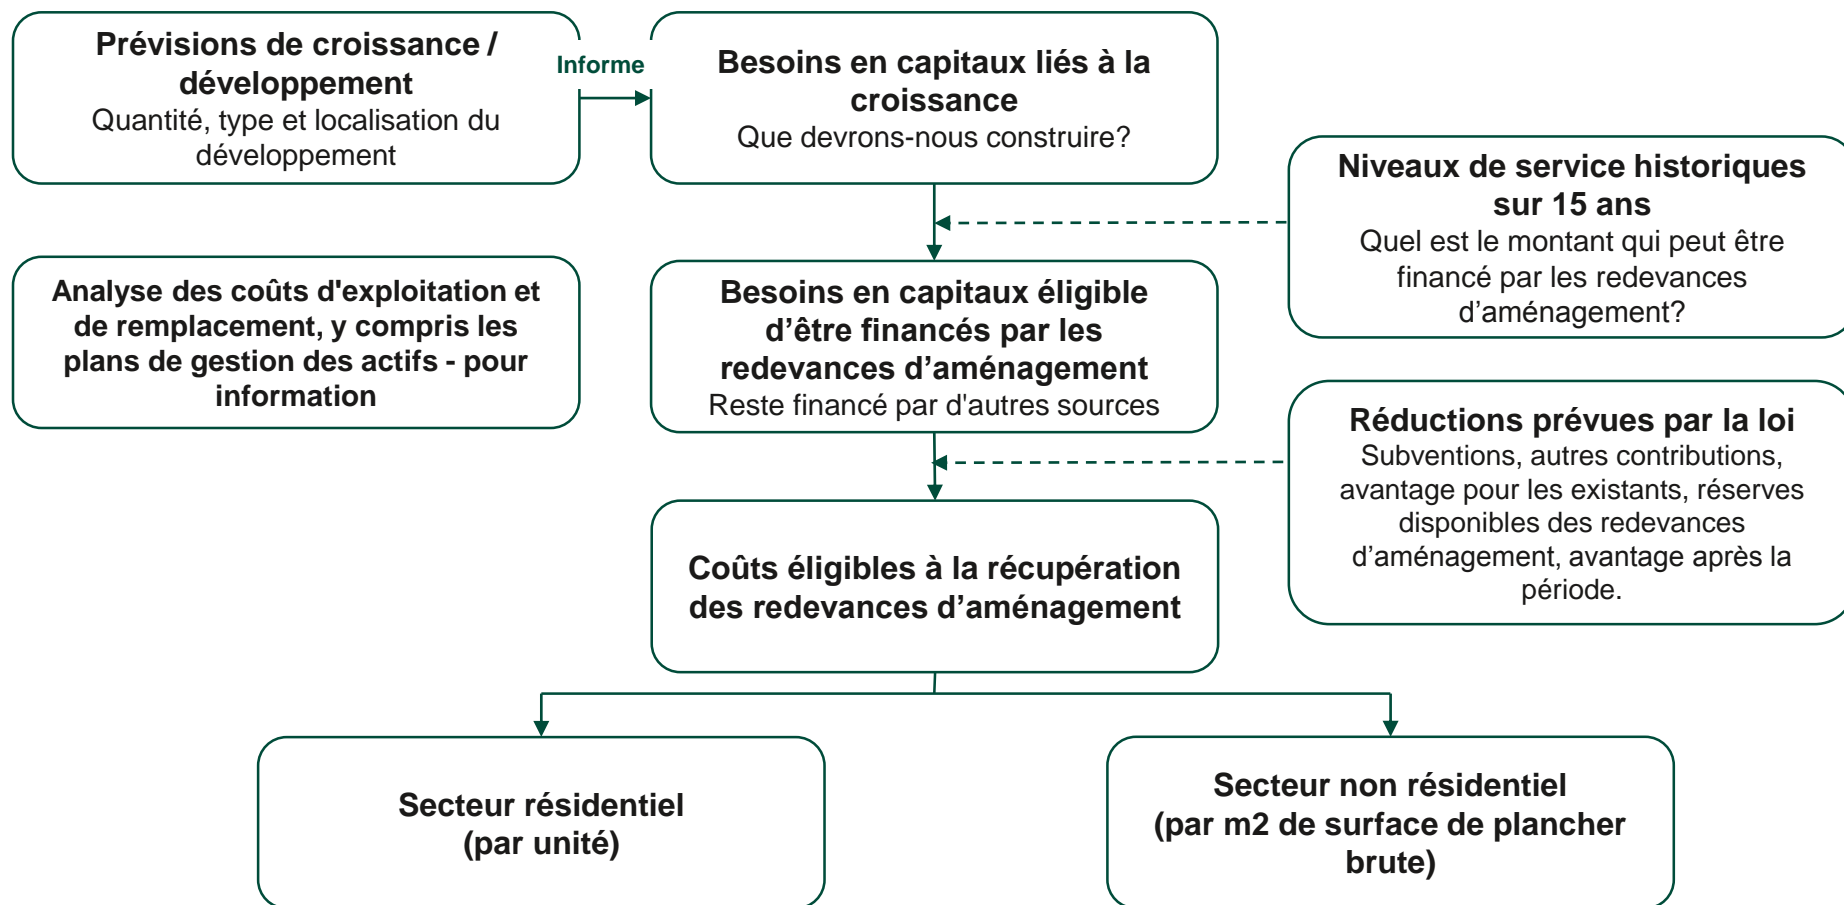 Prévisions de croissance /
développement
Quantité, type et localisation du
développement
Informe
Besoins en capitaux liés à la
croissance
Que devrons-nous construire?
Niveaux de service historiques
sur 15 ans
Quel est le montant qui peut être
financé par les redevances
d’aménagement?
Analyse des coûts d'exploitation et
de remplacement, y compris les
plans de gestion des actifs - pour
information
Besoins en capitaux éligible
d’être financés par les
redevances d’aménagement
Reste financé par d'autres sources
Réductions prévues par la loi
Subventions, autres contributions,
avantage pour les existants, réserves
disponibles des redevances
d’aménagement, avantage après la
période.
Coûts éligibles à la récupération
des redevances d’aménagement
Secteur résidentiel
(par unité)
Secteur non résidentiel
(par m2 de surface de plancher
brute)